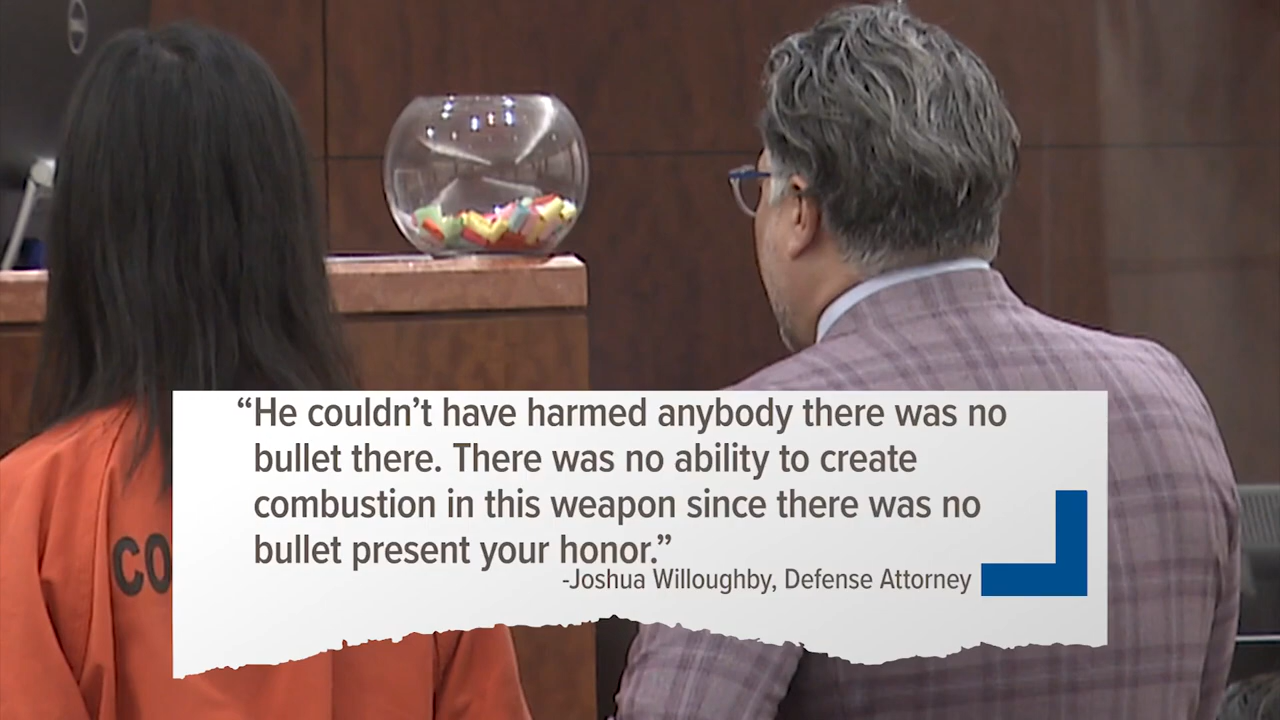 “He couldn’t have harmed anybody there was no
bullet there. There was no ability to create
combustion in this weapon since there was no
bullet present your honor.”
-Joshua Willoughby, Defense Attorney
CO